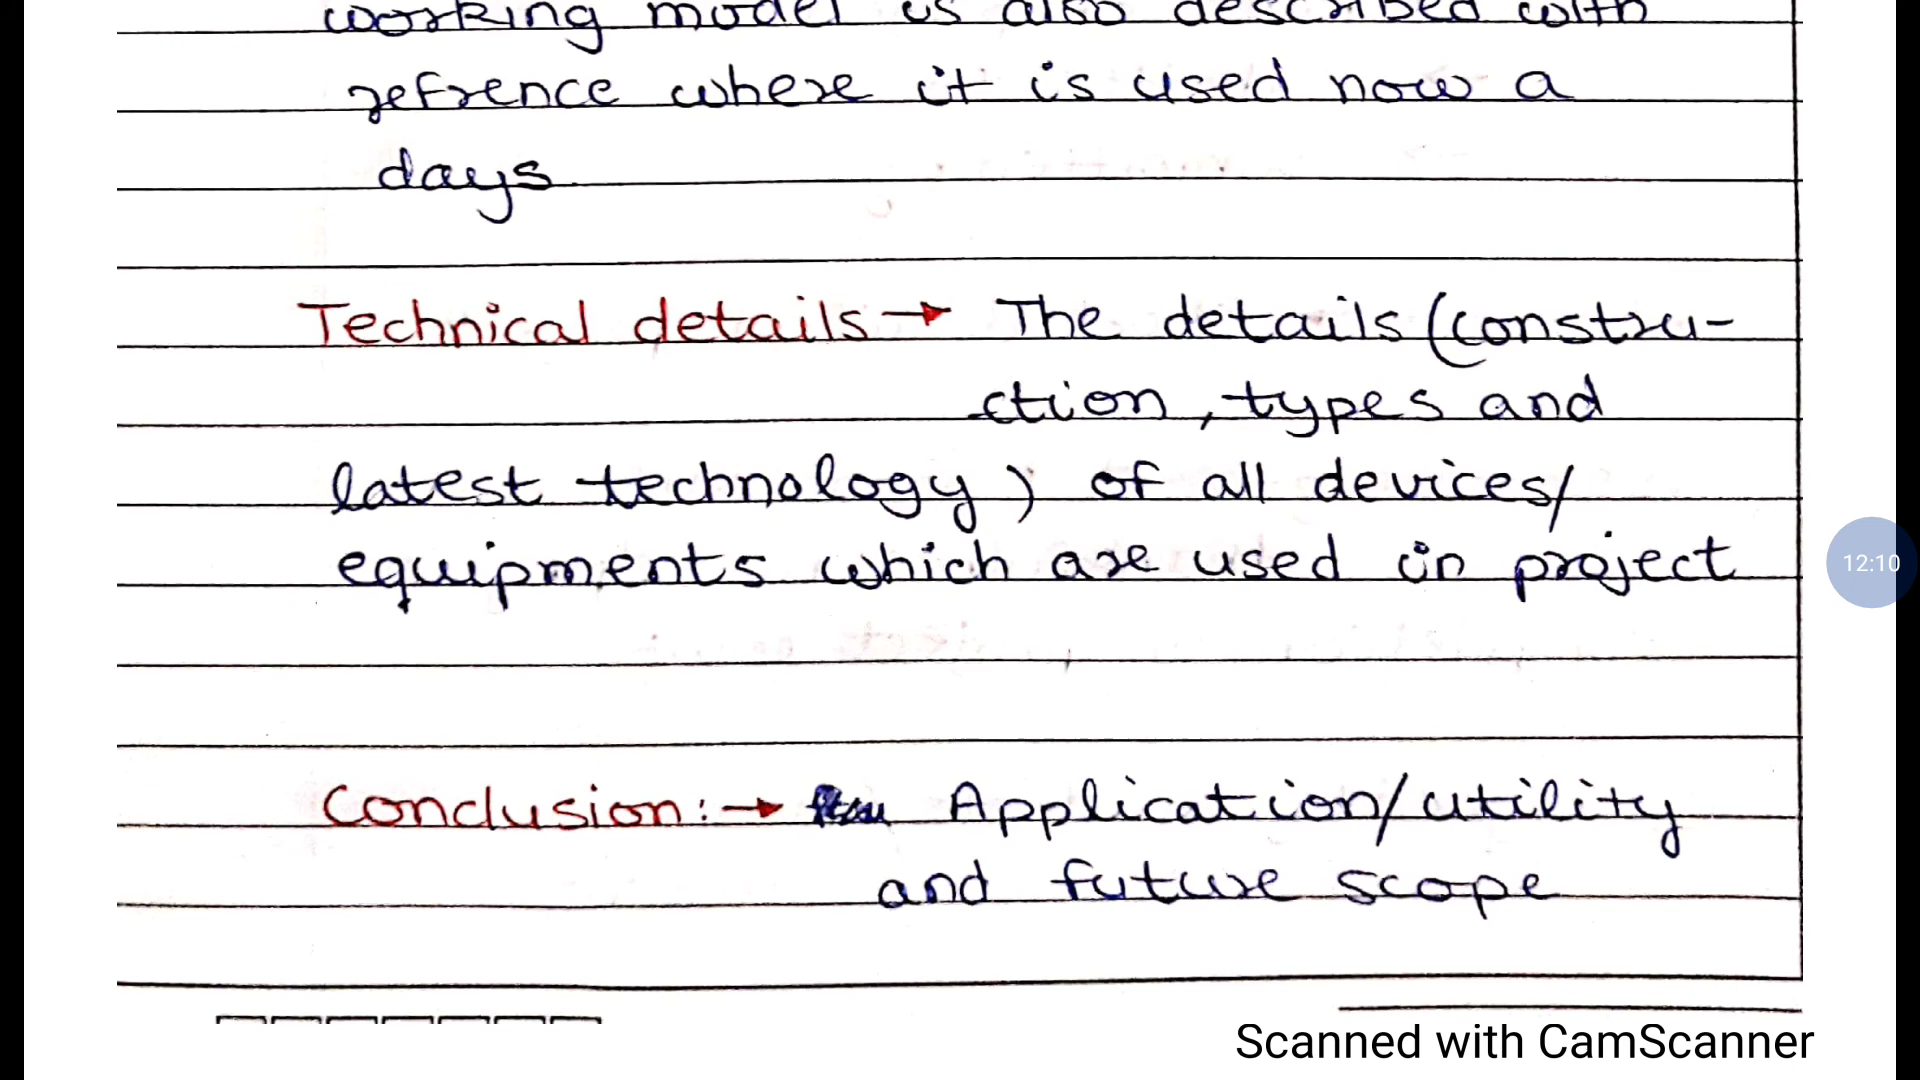 working model is also described with
refrence where it is used now a
days
Technical details → The details (constru-
ction, types and
latest technology) of all devices/
equipments which are used in project
12:10
Conclusion: → Application/utility
and future scope
Scanned with CamScanner